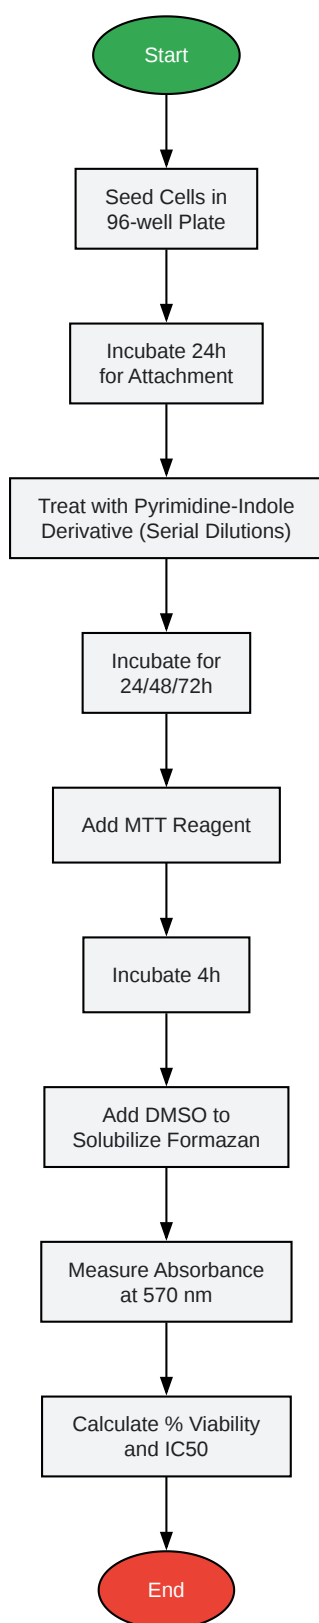 Start
Seed Cells in
96-well Plate
Incubate 24h
for Attachment
Treat with Pyrimidine-Indole
Derivative (Serial Dilutions)
Incubate for
24/48/72h
Add MTT Reagent
Incubate 4h
Add DMSO to
Solubilize Formazan
Measure Absorbance
at 570 nm
Calculate % Viability
and IC50
End